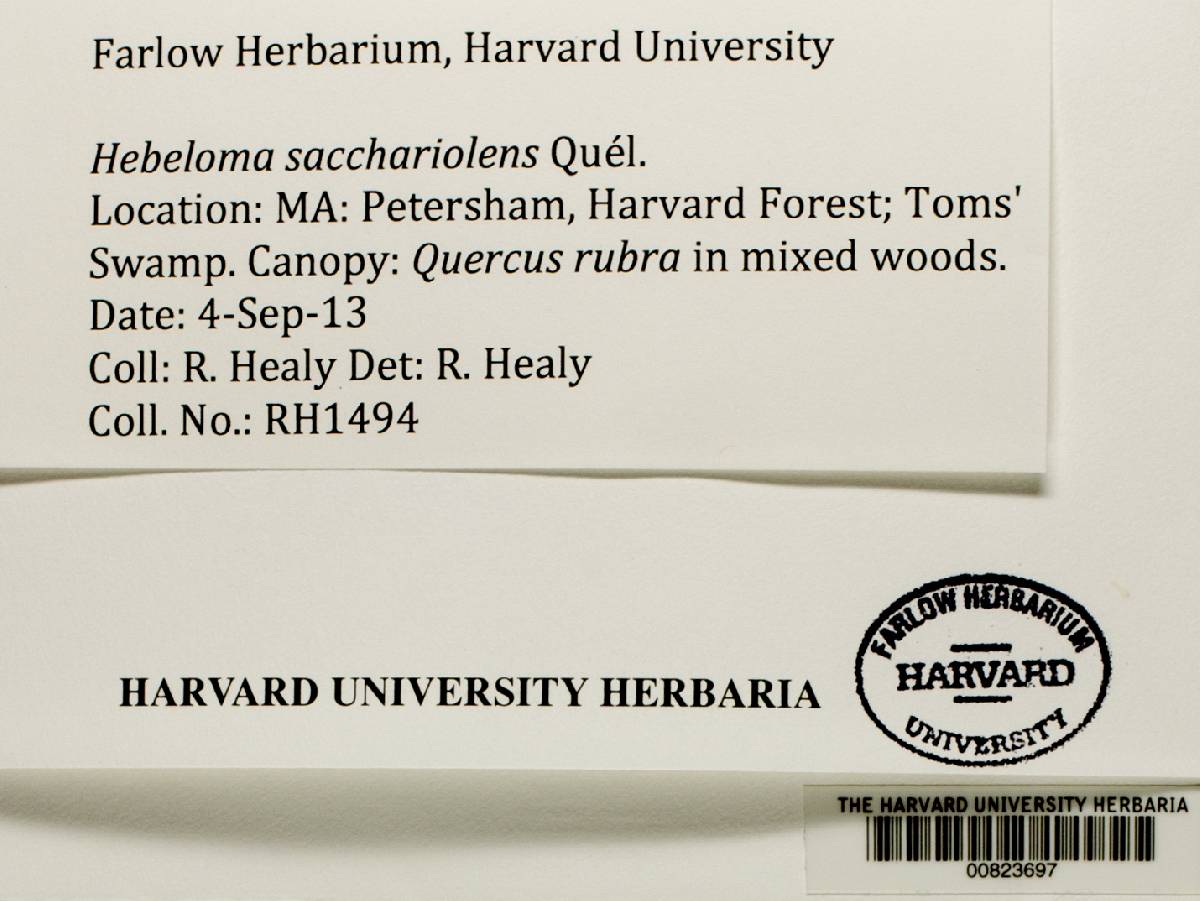 Farlow Herbarium, Harvard University
Hebeloma sacchariolens Quél.
Location: MA: Petersham, Harvard Forest; Toms'
Swamp. Canopy: Quercus rubra in mixed woods.
Date: 4-Sep-13
Coll: R. Healy Det: R. Healy
Coll. No.: RH1494
FARLOW HERBARIUM
HARVARD
UNIVERSITY
HARVARD UNIVERSITY HERBARIA
THE HARVARD UNIVERSITY HERBARIA
00823697